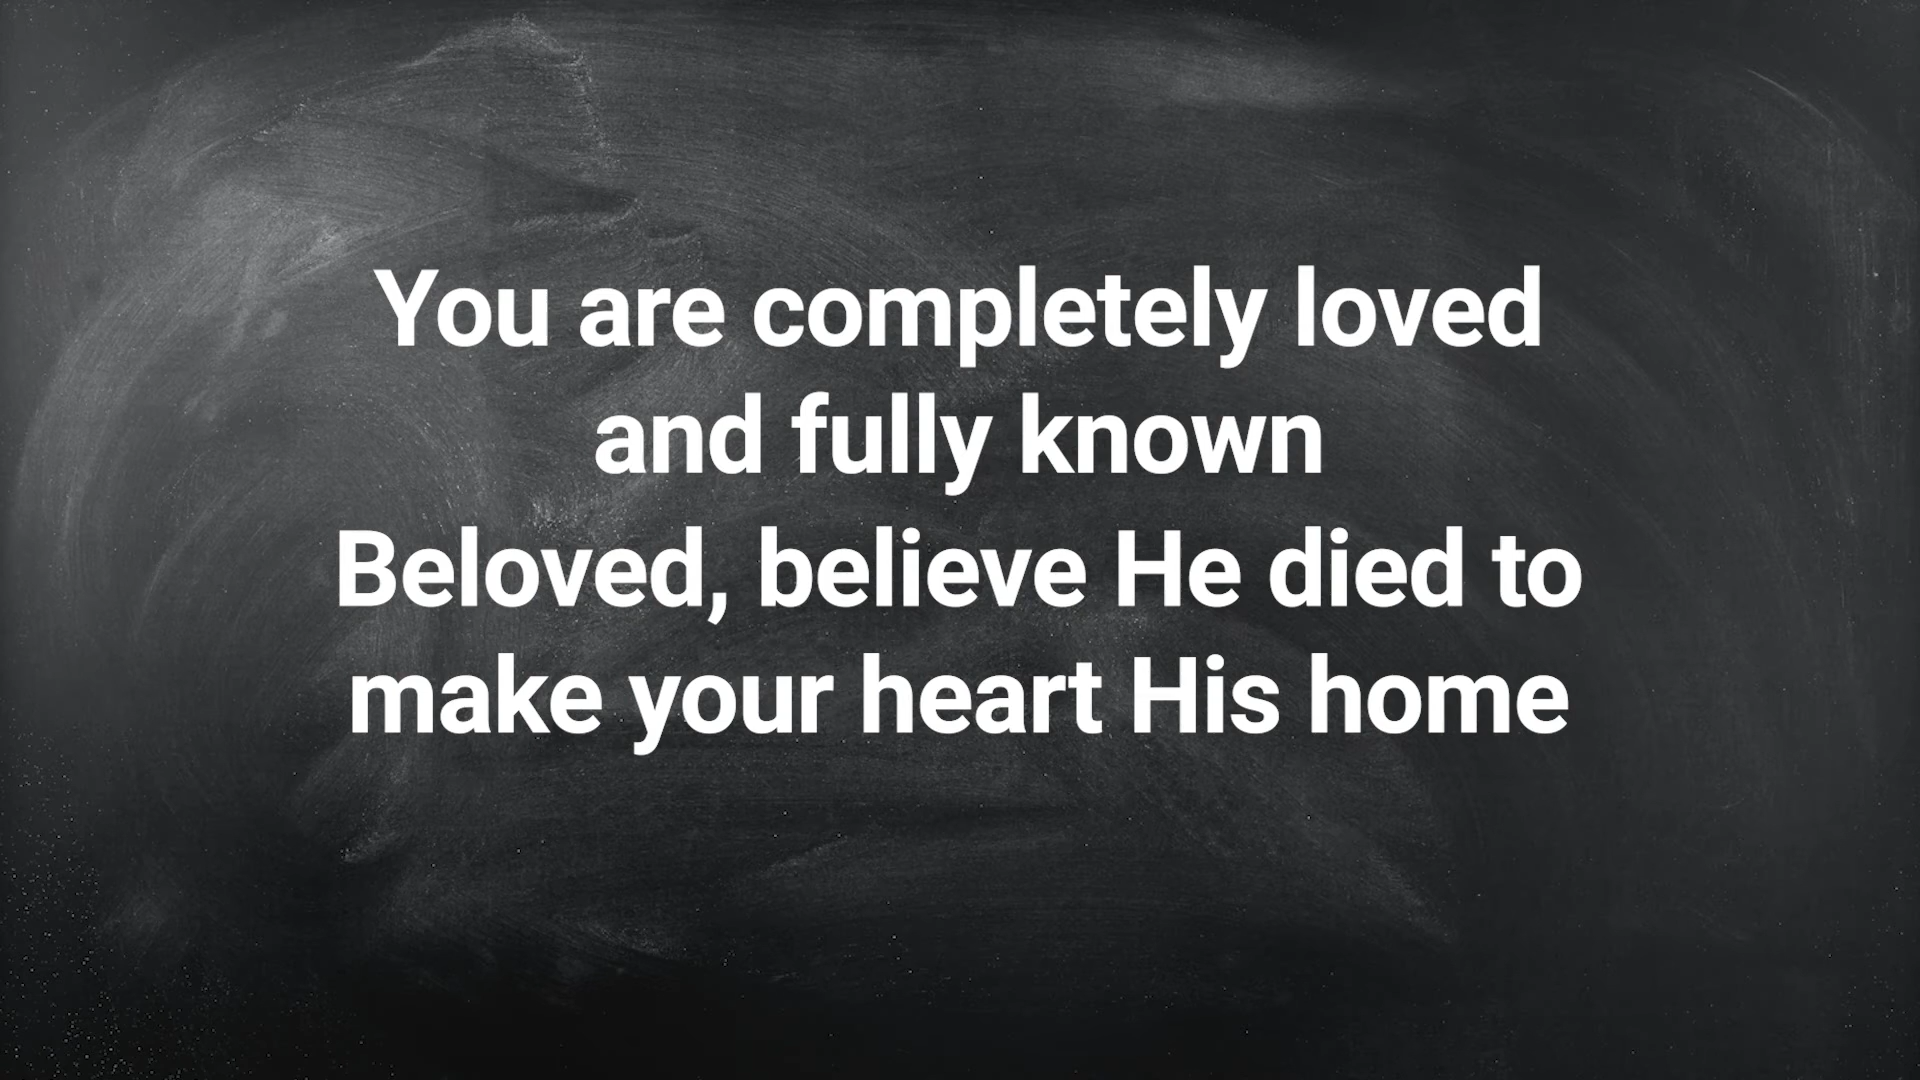 You are completely loved
and fully known
Beloved, believe He died to
make your heart His home